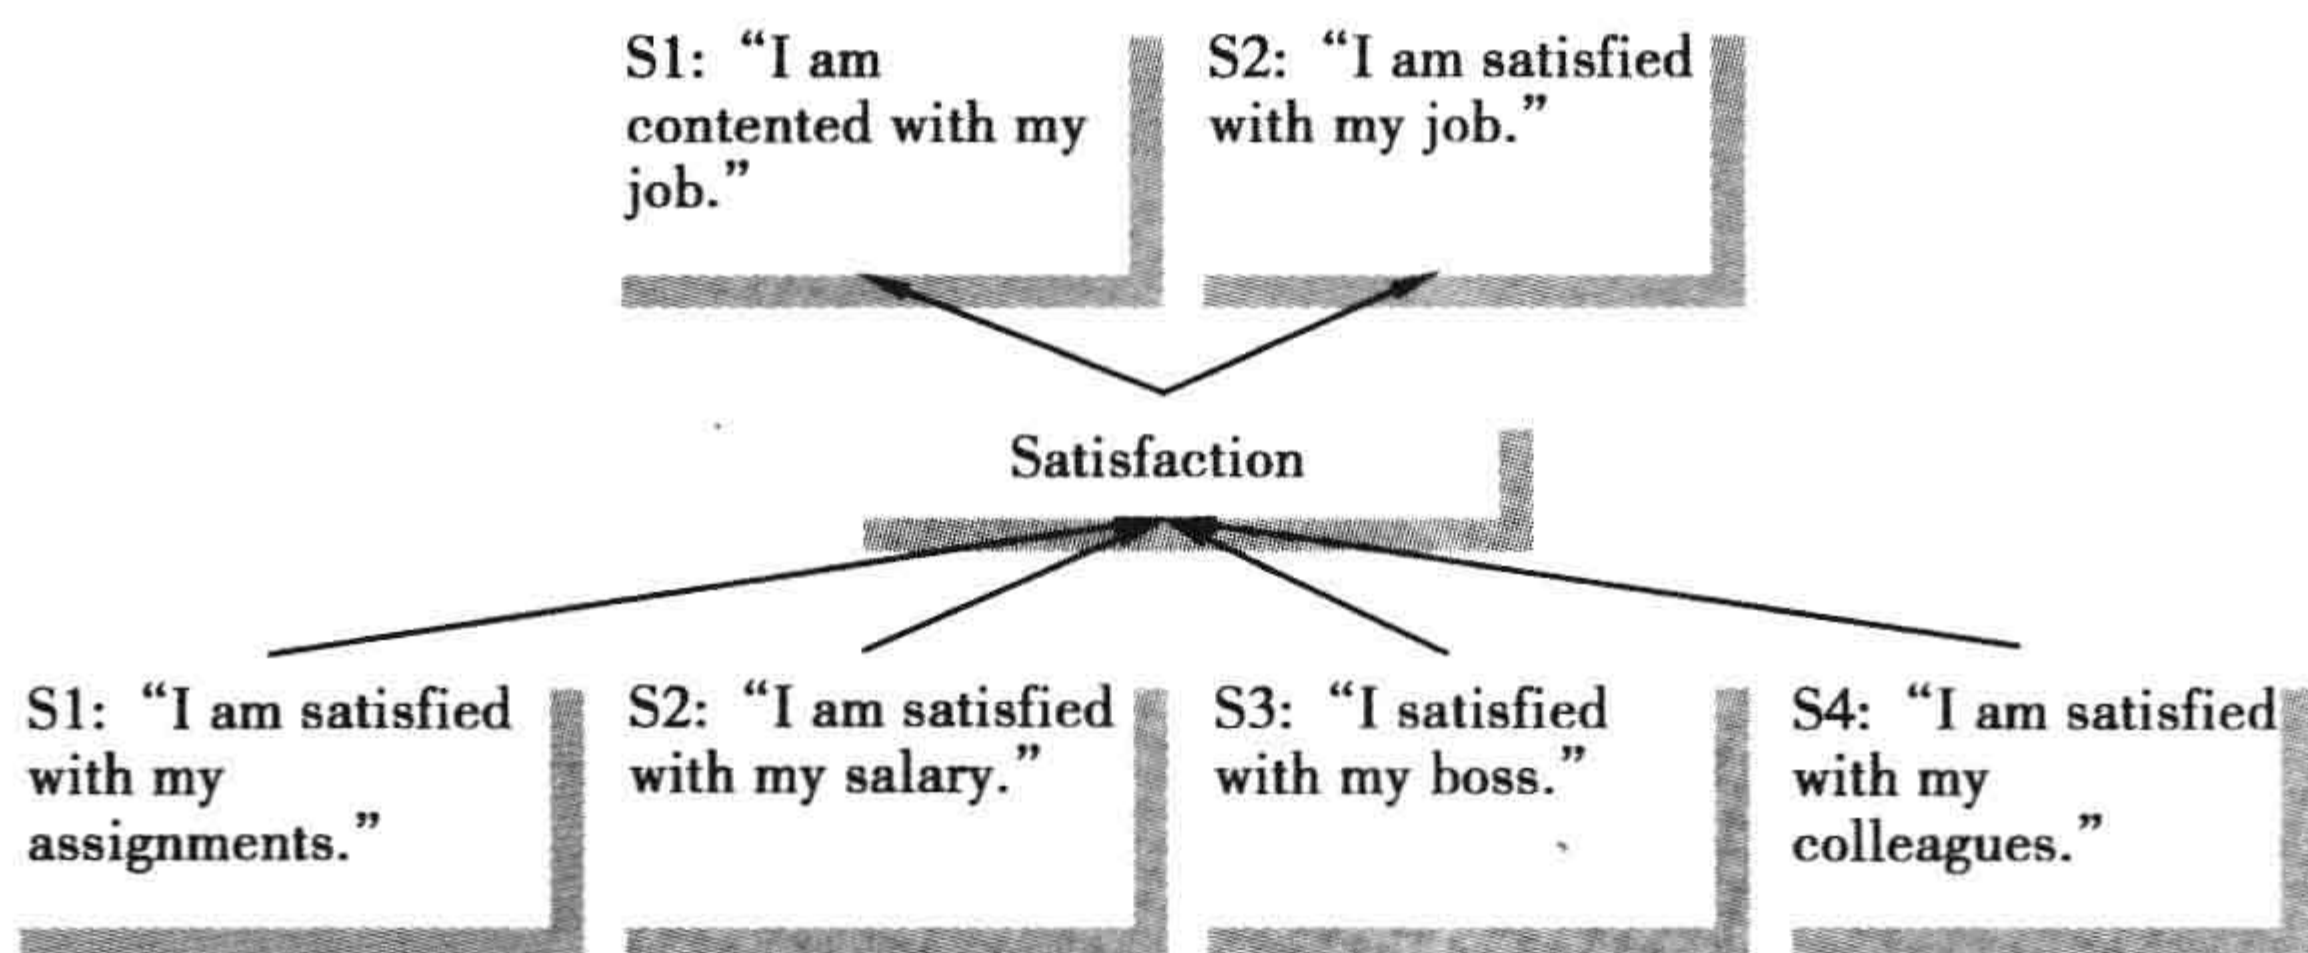 S1: “I am
contented with my
job.”
S2: “I am satisfied
with my job.”
Satisfaction
S1: “I am satisfied
with my
assignments.”
S2: “I am satisfied
with my salary.”
S3: “I satisfied
with my boss.”
S4: “I am satisfied
with my
colleagues.”